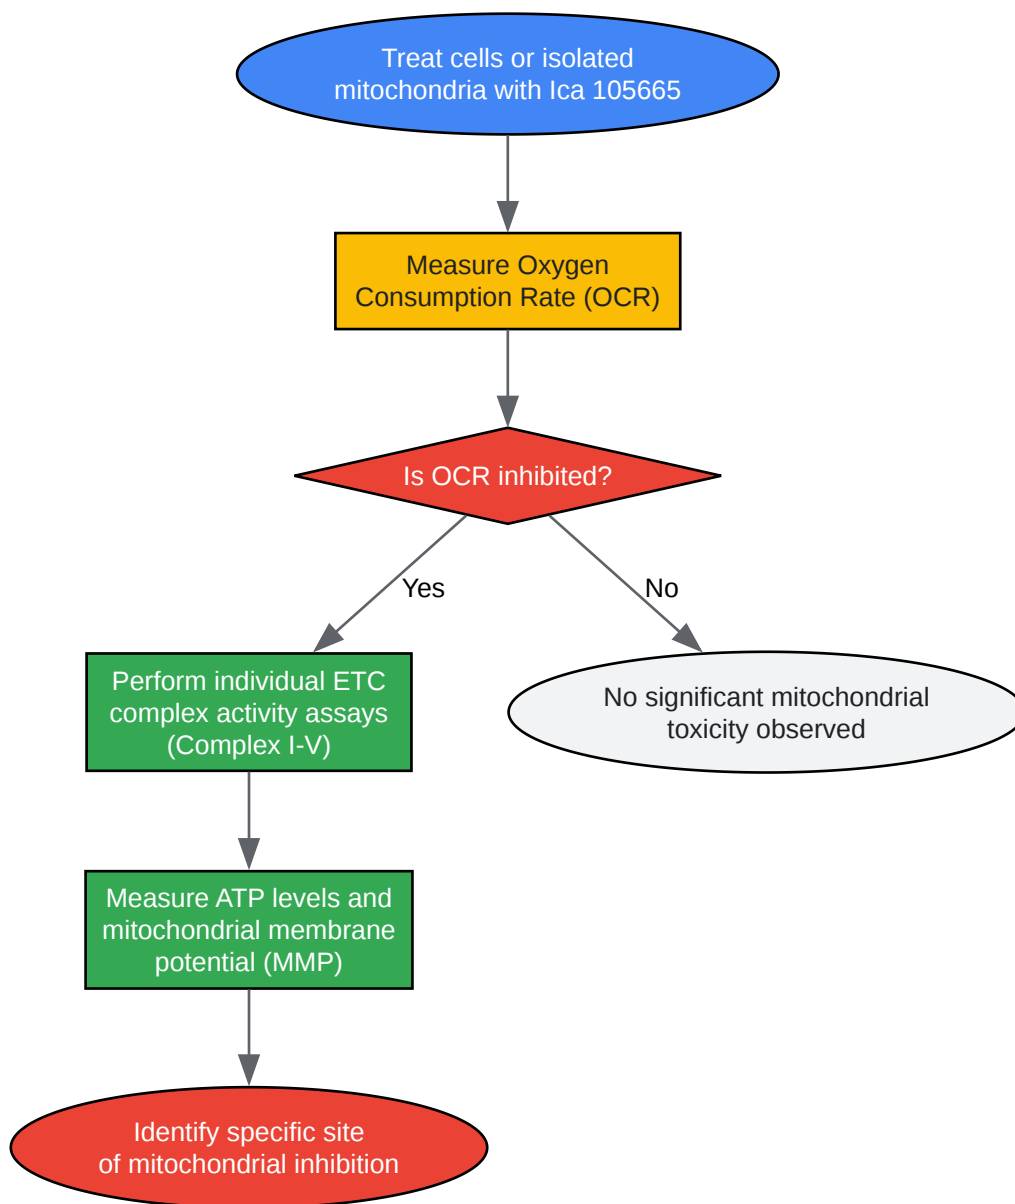 Treat cells or isolated
mitochondria with Ica 105665
Measure Oxygen
Consumption Rate (OCR)
Is OCR inhibited?
Yes
No
Perform individual ETC
complex activity assays
(Complex I-V)
No significant mitochondrial
toxicity observed
Measure ATP levels and
mitochondrial membrane
potential (MMP)
Identify specific site
of mitochondrial inhibition